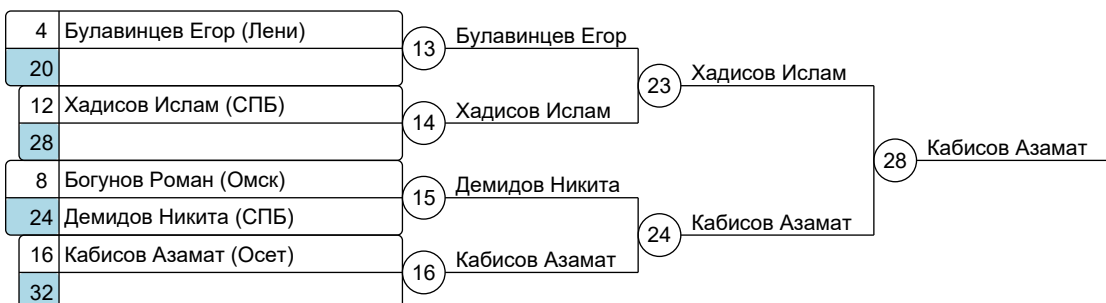 4 Булавинцев Егор (Лени)
20
12 Хадисов Ислам (СПБ)
28
8 Богунов Роман (Омск)
24 Демидов Никита (СПБ)
16 Кабисов Азамат (Осет)
32
13 Булавинцев Егор
14 Хадисов Ислам
15 Демидов Никита
16 Кабисов Азамат
23 Хадисов Ислам
24 Кабисов Азамат
28 Кабисов Азамат